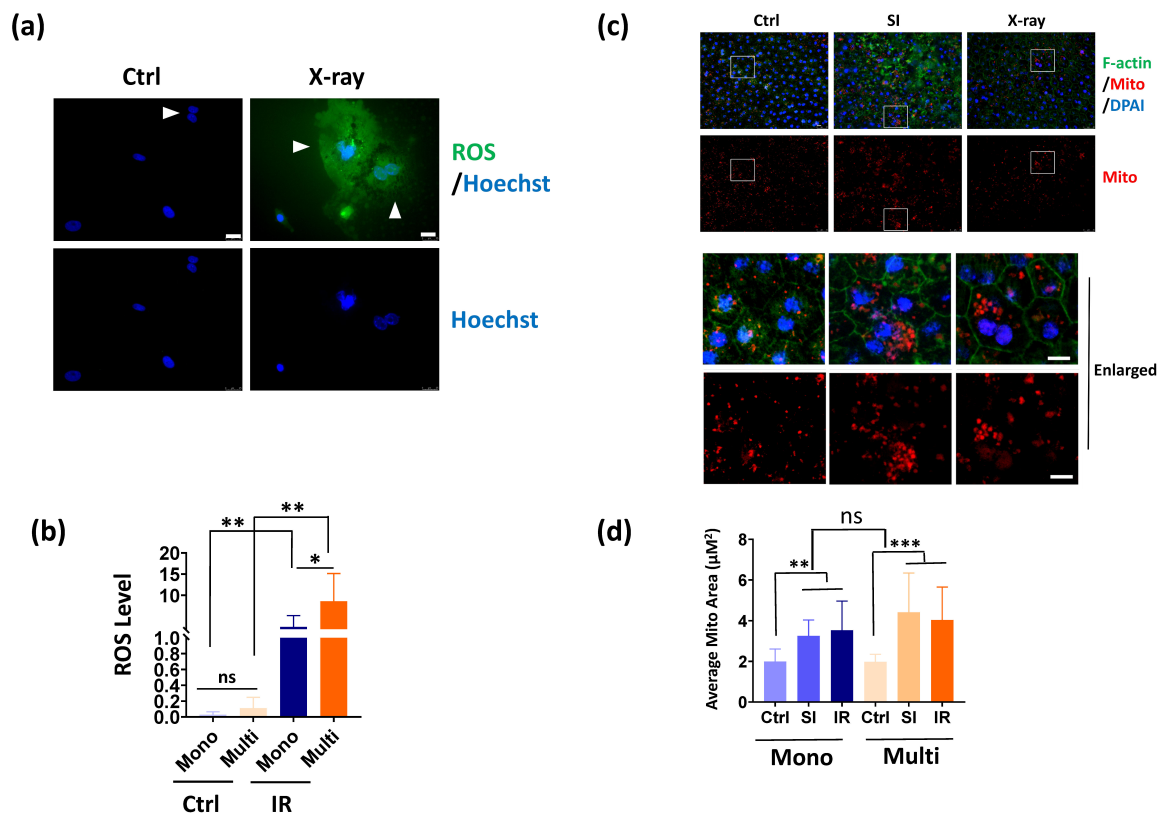 (a)
Ctrl
X-ray
ROS
/Hoechst
Hoechst
(b)
ROS Level
20
15
10
1.0
0.8
0.6
0.4
0.2
0.0
**
**
*
ns
Mono
Multi
Mono
Multi
Ctrl
IR
(c)
Ctrl
SI
X-ray
F-actin
/Mito
/DPAI
Mito
Enlarged
(d)
Average Mito Area (μM²)
8
6
4
2
0
ns
**
***
Ctrl SI IR Ctrl SI IR
Mono
Multi